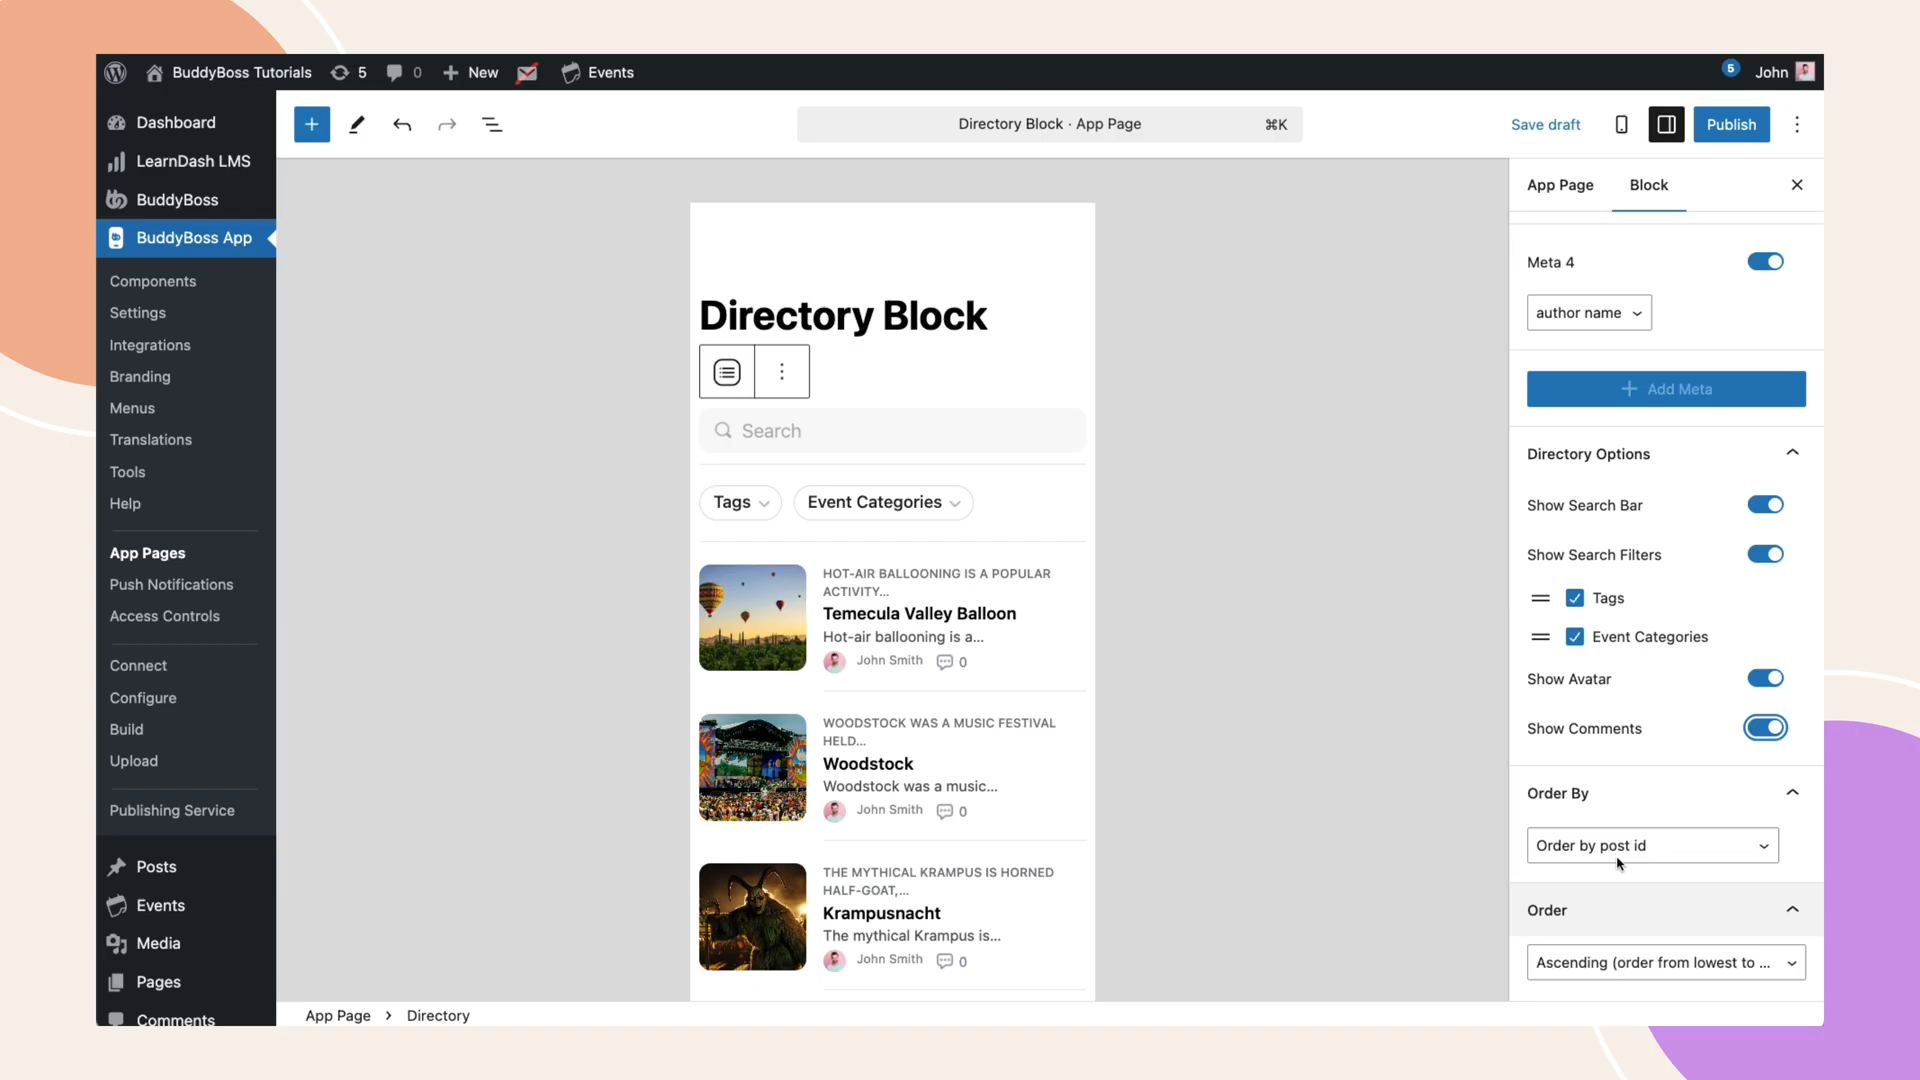 BuddyBoss Tutorials 5 0 New Events 5 John
Dashboard
LearnDash LMS
BuddyBoss
BuddyBoss App
Components
Settings
Integrations
Branding
Menus
Translations
Tools
Help
App Pages
Push Notifications
Access Controls
Connect
Configure
Build
Upload
Publishing Service
Posts
Events
Media
Pages
Comments
Directory Block · App Page ⌘K
Save draft
Publish
Directory Block
Search
Tags Event Categories
HOT-AIR BALLOONING IS A POPULAR
ACTIVITY...
Temecula Valley Balloon
Hot-air ballooning is a...
John Smith 0
WOODSTOCK WAS A MUSIC FESTIVAL
HELD...
Woodstock
Woodstock was a music...
John Smith 0
THE MYTHICAL KRAMPUS IS HORNED
HALF-GOAT,...
Krampusnacht
The mythical Krampus is...
John Smith 0
App Page Directory
App Page Block
Meta 4
author name
Add Meta
Directory Options
Show Search Bar
Show Search Filters
Tags
Event Categories
Show Avatar
Show Comments
Order By
Order by post id
Order
Ascending (order from lowest to ...